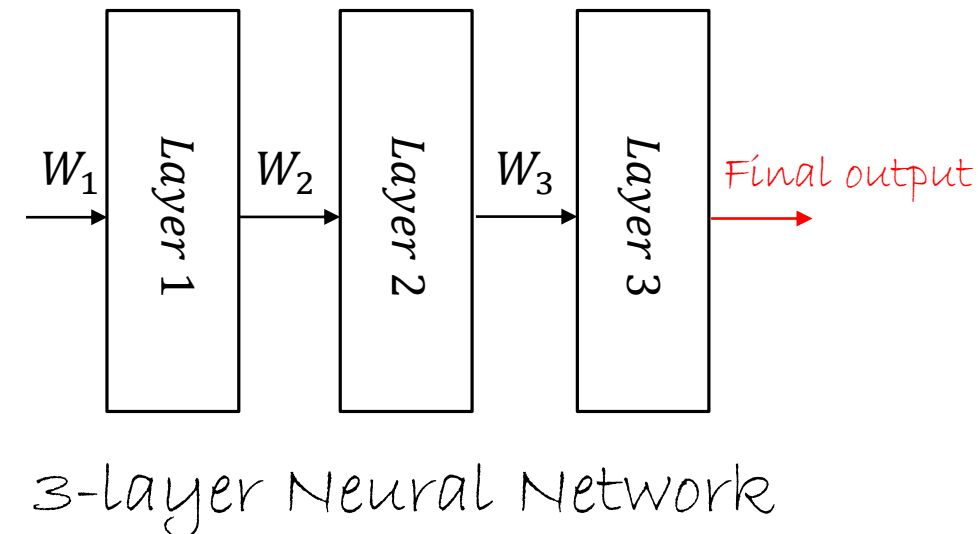 W₁
Layer 1
W₂
Layer 2
W₃
Layer 3
Final output
3-layer Neural Network